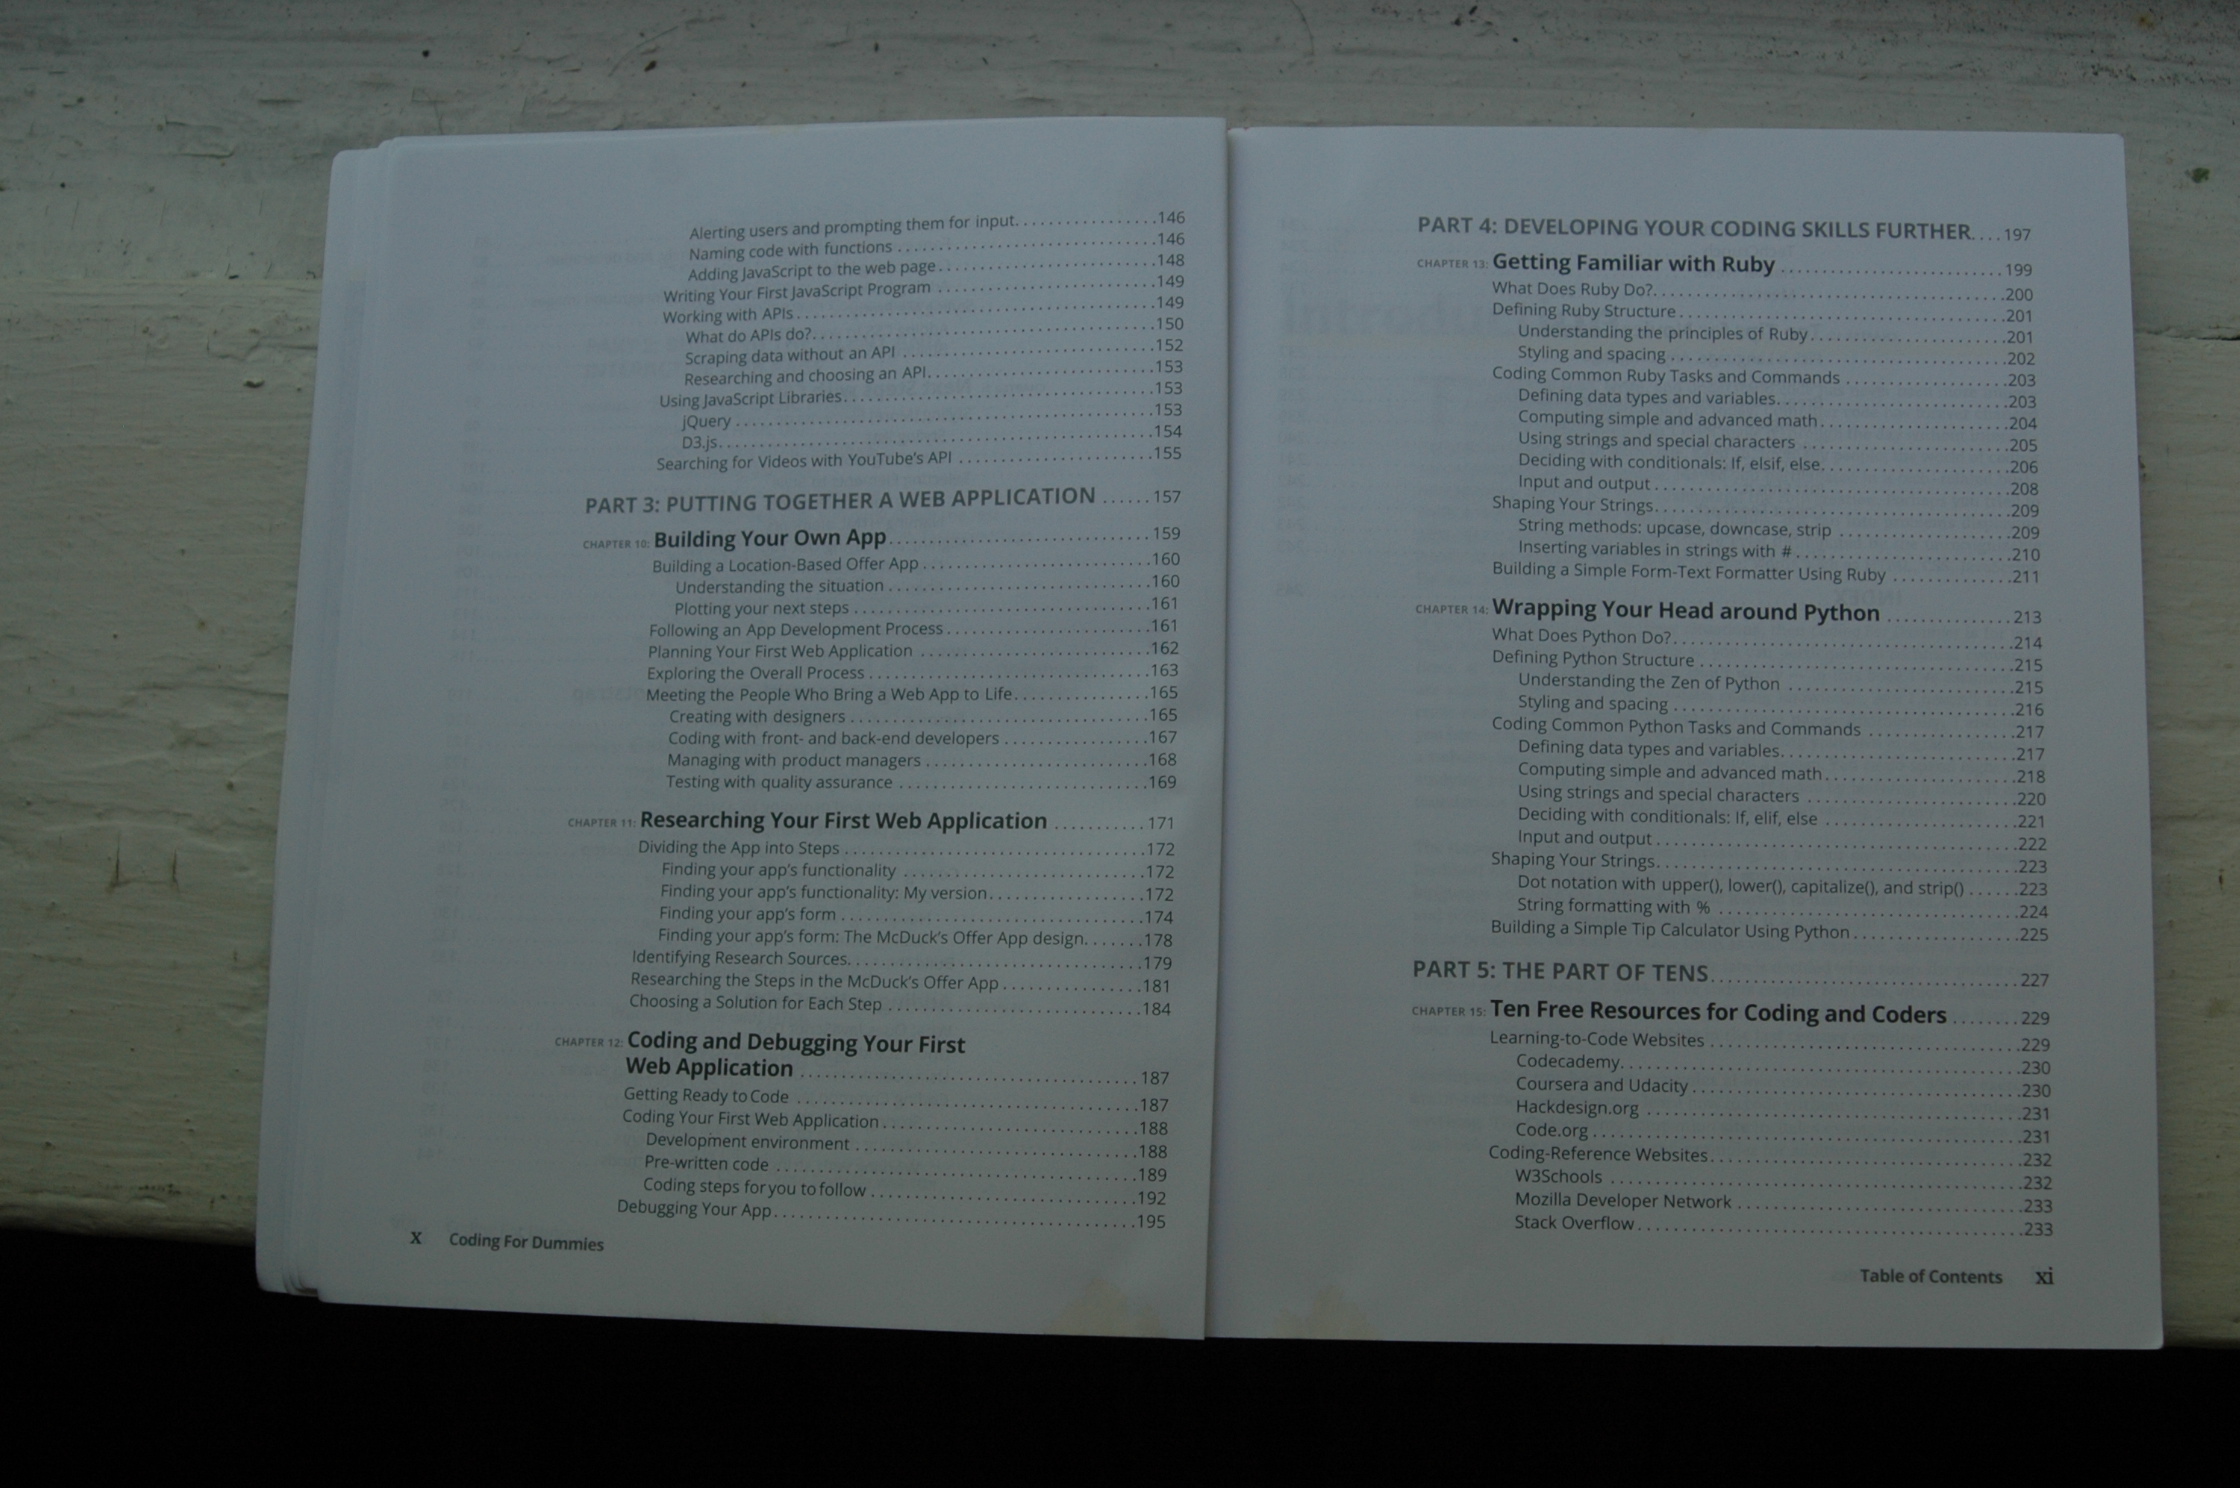 Alerting users and prompting them for input. . . . . . . . . . . . . . . . .146
Naming code with functions . . . . . . . . . . . . . . . . . . . . . . . . . . . . . .146
Adding JavaScript to the web page. . . . . . . . . . . . . . . . . . . . . . . . .148
Writing Your First JavaScript Program . . . . . . . . . . . . . . . . . . . . . . . .149
Working with APIs . . . . . . . . . . . . . . . . . . . . . . . . . . . . . . . . . . . . . . . .149
What do APIs do?. . . . . . . . . . . . . . . . . . . . . . . . . . . . . . . . . . . . . . .150
Scraping data without an API . . . . . . . . . . . . . . . . . . . . . . . . . . . . .152
Researching and choosing an API. . . . . . . . . . . . . . . . . . . . . . . . . .153
Using JavaScript Libraries. . . . . . . . . . . . . . . . . . . . . . . . . . . . . . . . . . .153
jQuery . . . . . . . . . . . . . . . . . . . . . . . . . . . . . . . . . . . . . . . . . . . . . . . .153
D3.js. . . . . . . . . . . . . . . . . . . . . . . . . . . . . . . . . . . . . . . . . . . . . . . . . .154
Searching for Videos with YouTube's API . . . . . . . . . . . . . . . . . . . . . .155
PART 3: PUTTING TOGETHER A WEB APPLICATION . . . . . . . 157
CHAPTER 10: Building Your Own App. . . . . . . . . . . . . . . . . . . . . . . . . . . . . . 159
Building a Location-Based Offer App . . . . . . . . . . . . . . . . . . . . . . . . . .160
Understanding the situation . . . . . . . . . . . . . . . . . . . . . . . . . . . . . .160
Plotting your next steps . . . . . . . . . . . . . . . . . . . . . . . . . . . . . . . . .161
Following an App Development Process. . . . . . . . . . . . . . . . . . . . . . .161
Planning Your First Web Application . . . . . . . . . . . . . . . . . . . . . . . . . .162
Exploring the Overall Process . . . . . . . . . . . . . . . . . . . . . . . . . . . . . . .163
Meeting the People Who Bring a Web App to Life. . . . . . . . . . . . . . . .165
Creating with designers . . . . . . . . . . . . . . . . . . . . . . . . . . . . . . . . . .165
Coding with front- and back-end developers . . . . . . . . . . . . . . . .167
Managing with product managers . . . . . . . . . . . . . . . . . . . . . . . . .168
Testing with quality assurance . . . . . . . . . . . . . . . . . . . . . . . . . . . .169
CHAPTER 11: Researching Your First Web Application . . . . . . . . . . . 171
Dividing the App into Steps . . . . . . . . . . . . . . . . . . . . . . . . . . . . . . . . . .172
Finding your app's functionality . . . . . . . . . . . . . . . . . . . . . . . . . . .172
Finding your app's functionality: My version. . . . . . . . . . . . . . . . . .172
Finding your app's form . . . . . . . . . . . . . . . . . . . . . . . . . . . . . . . . . .174
Finding your app's form: The McDuck's Offer App design. . . . . . .178
Identifying Research Sources. . . . . . . . . . . . . . . . . . . . . . . . . . . . . . . .179
Researching the Steps in the McDuck's Offer App . . . . . . . . . . . . . . . .181
Choosing a Solution for Each Step . . . . . . . . . . . . . . . . . . . . . . . . . . . .184
CHAPTER 12: Coding and Debugging Your First
Web Application . . . . . . . . . . . . . . . . . . . . . . . . . . . . . . . . . . . . . . 187
Getting Ready to Code . . . . . . . . . . . . . . . . . . . . . . . . . . . . . . . . . . . . .187
Coding Your First Web Application. . . . . . . . . . . . . . . . . . . . . . . . . . . .188
Development environment . . . . . . . . . . . . . . . . . . . . . . . . . . . . . . .188
Pre-written code . . . . . . . . . . . . . . . . . . . . . . . . . . . . . . . . . . . . . . . .189
Coding steps for you to follow . . . . . . . . . . . . . . . . . . . . . . . . . . . .192
Debugging Your App. . . . . . . . . . . . . . . . . . . . . . . . . . . . . . . . . . . . . . .195
x Coding For Dummies
PART 4: DEVELOPING YOUR CODING SKILLS FURTHER. . . . 197
CHAPTER 13: Getting Familiar with Ruby . . . . . . . . . . . . . . . . . . . . . . . . . 199
What Does Ruby Do?. . . . . . . . . . . . . . . . . . . . . . . . . . . . . . . . . . . . . . .200
Defining Ruby Structure . . . . . . . . . . . . . . . . . . . . . . . . . . . . . . . . . . . .201
Understanding the principles of Ruby . . . . . . . . . . . . . . . . . . . . . .201
Styling and spacing . . . . . . . . . . . . . . . . . . . . . . . . . . . . . . . . . . . . . .202
Coding Common Ruby Tasks and Commands . . . . . . . . . . . . . . . . . . .203
Defining data types and variables. . . . . . . . . . . . . . . . . . . . . . . . . .203
Computing simple and advanced math . . . . . . . . . . . . . . . . . . . . .204
Using strings and special characters . . . . . . . . . . . . . . . . . . . . . . . .205
Deciding with conditionals: If, elsif, else. . . . . . . . . . . . . . . . . . . . . .206
Input and output. . . . . . . . . . . . . . . . . . . . . . . . . . . . . . . . . . . . . . . .208
Shaping Your Strings. . . . . . . . . . . . . . . . . . . . . . . . . . . . . . . . . . . . . . .209
String methods: upcase, downcase, strip . . . . . . . . . . . . . . . . . . . .209
Inserting variables in strings with # . . . . . . . . . . . . . . . . . . . . . . . . .210
Building a Simple Form-Text Formatter Using Ruby . . . . . . . . . . . . . . .211
CHAPTER 14: Wrapping Your Head around Python . . . . . . . . . . . . . . 213
What Does Python Do?. . . . . . . . . . . . . . . . . . . . . . . . . . . . . . . . . . . . .214
Defining Python Structure . . . . . . . . . . . . . . . . . . . . . . . . . . . . . . . . . .215
Understanding the Zen of Python . . . . . . . . . . . . . . . . . . . . . . . . . .215
Styling and spacing . . . . . . . . . . . . . . . . . . . . . . . . . . . . . . . . . . . . . .216
Coding Common Python Tasks and Commands . . . . . . . . . . . . . . . . .217
Defining data types and variables. . . . . . . . . . . . . . . . . . . . . . . . . .217
Computing simple and advanced math. . . . . . . . . . . . . . . . . . . . . .218
Using strings and special characters . . . . . . . . . . . . . . . . . . . . . . . .220
Deciding with conditionals: If, elif, else . . . . . . . . . . . . . . . . . . . . . .221
Input and output . . . . . . . . . . . . . . . . . . . . . . . . . . . . . . . . . . . . . . . .222
Shaping Your Strings. . . . . . . . . . . . . . . . . . . . . . . . . . . . . . . . . . . . . . .223
Dot notation with upper(), lower(), capitalize(), and strip() . . . . .223
String formatting with % . . . . . . . . . . . . . . . . . . . . . . . . . . . . . . . . .224
Building a Simple Tip Calculator Using Python. . . . . . . . . . . . . . . . . . .225
PART 5: THE PART OF TENS. . . . . . . . . . . . . . . . . . . . . . . . . . . . . . . 227
CHAPTER 15: Ten Free Resources for Coding and Coders . . . . . . . . 229
Learning-to-Code Websites . . . . . . . . . . . . . . . . . . . . . . . . . . . . . . . . .229
Codecademy. . . . . . . . . . . . . . . . . . . . . . . . . . . . . . . . . . . . . . . . . . .230
Coursera and Udacity . . . . . . . . . . . . . . . . . . . . . . . . . . . . . . . . . . . .230
Hackdesign.org . . . . . . . . . . . . . . . . . . . . . . . . . . . . . . . . . . . . . . . . .231
Code.org . . . . . . . . . . . . . . . . . . . . . . . . . . . . . . . . . . . . . . . . . . . . . .231
Coding-Reference Websites. . . . . . . . . . . . . . . . . . . . . . . . . . . . . . . . .232
W3Schools . . . . . . . . . . . . . . . . . . . . . . . . . . . . . . . . . . . . . . . . . . . .232
Mozilla Developer Network . . . . . . . . . . . . . . . . . . . . . . . . . . . . . . .233
Stack Overflow. . . . . . . . . . . . . . . . . . . . . . . . . . . . . . . . . . . . . . . . .233
Table of Contents xi